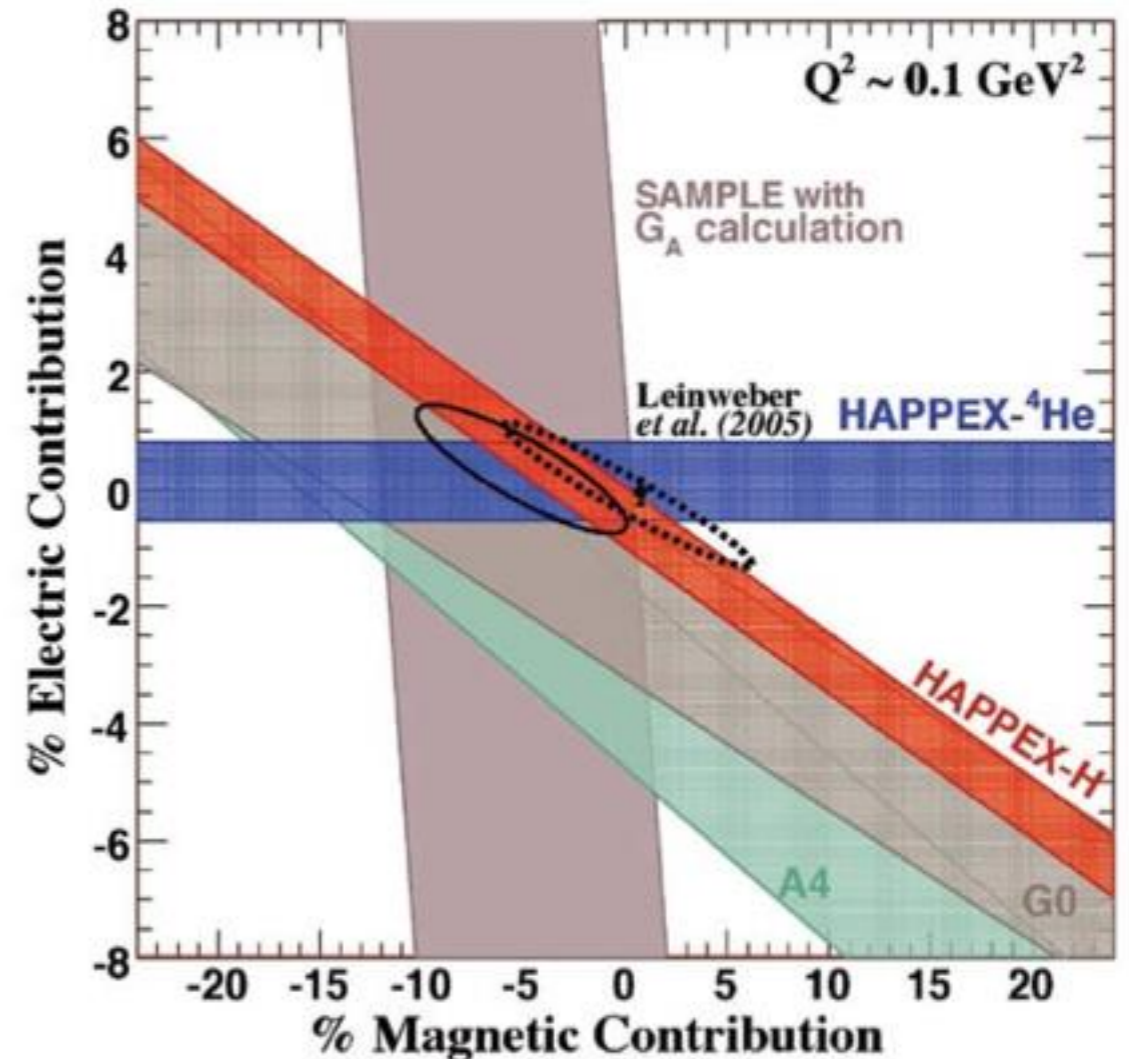 8
Q² ~ 0.1 GeV²
6
SAMPLE with
G_A calculation
4
2
Leinweber
et al. (2005)
HAPPEX-⁴He
0
-2
HAPPEX-H
-4
-6
A4
G0
-8
-20 -15 -10 -5 0 5 10 15 20
% Magnetic Contribution
% Electric Contribution